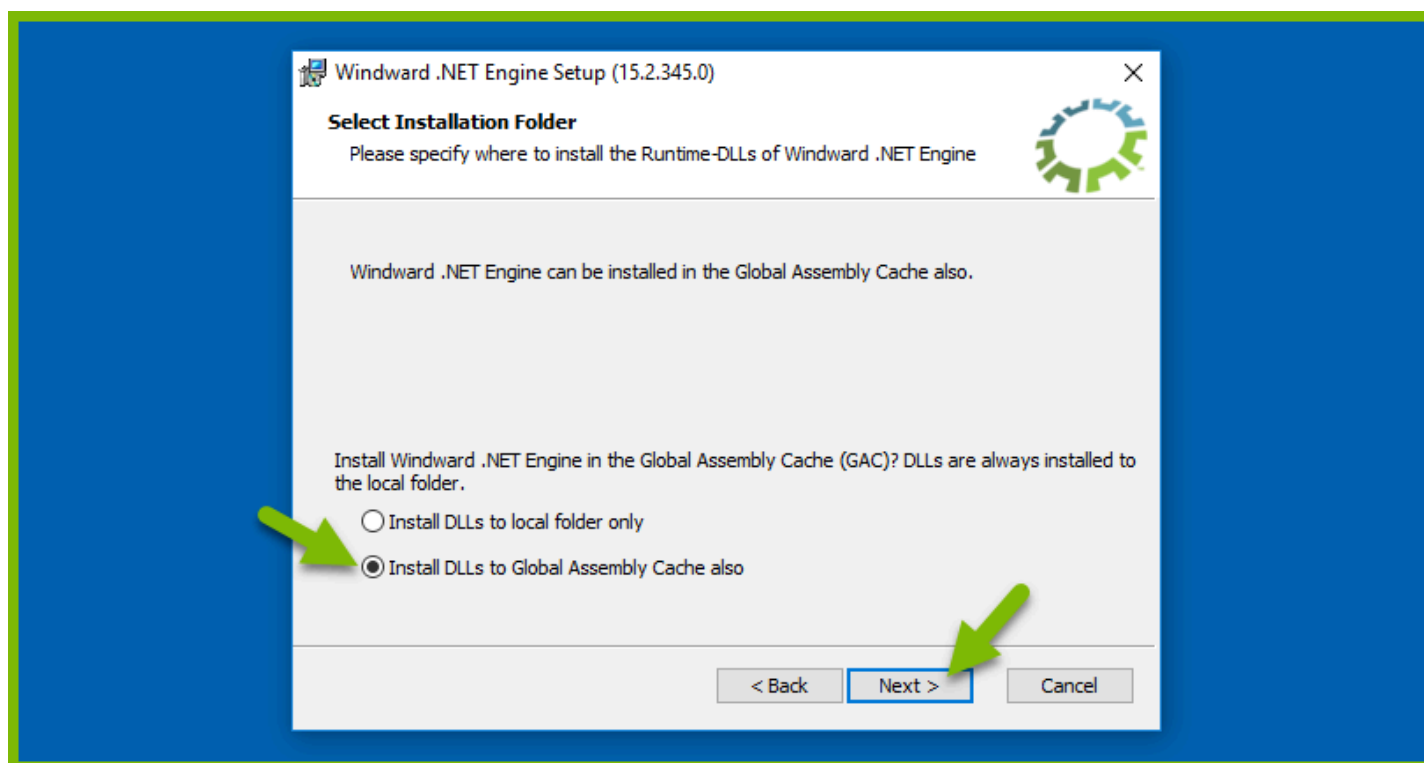 Windward .NET Engine Setup (15.2.345.0)
Select Installation Folder
Please specify where to install the Runtime-DLLs of Windward .NET Engine
Windward .NET Engine can be installed in the Global Assembly Cache also.
Install Windward .NET Engine in the Global Assembly Cache (GAC)? DLLs are always installed to
the local folder.
Install DLLs to local folder only
Install DLLs to Global Assembly Cache also
< Back
Next >
Cancel